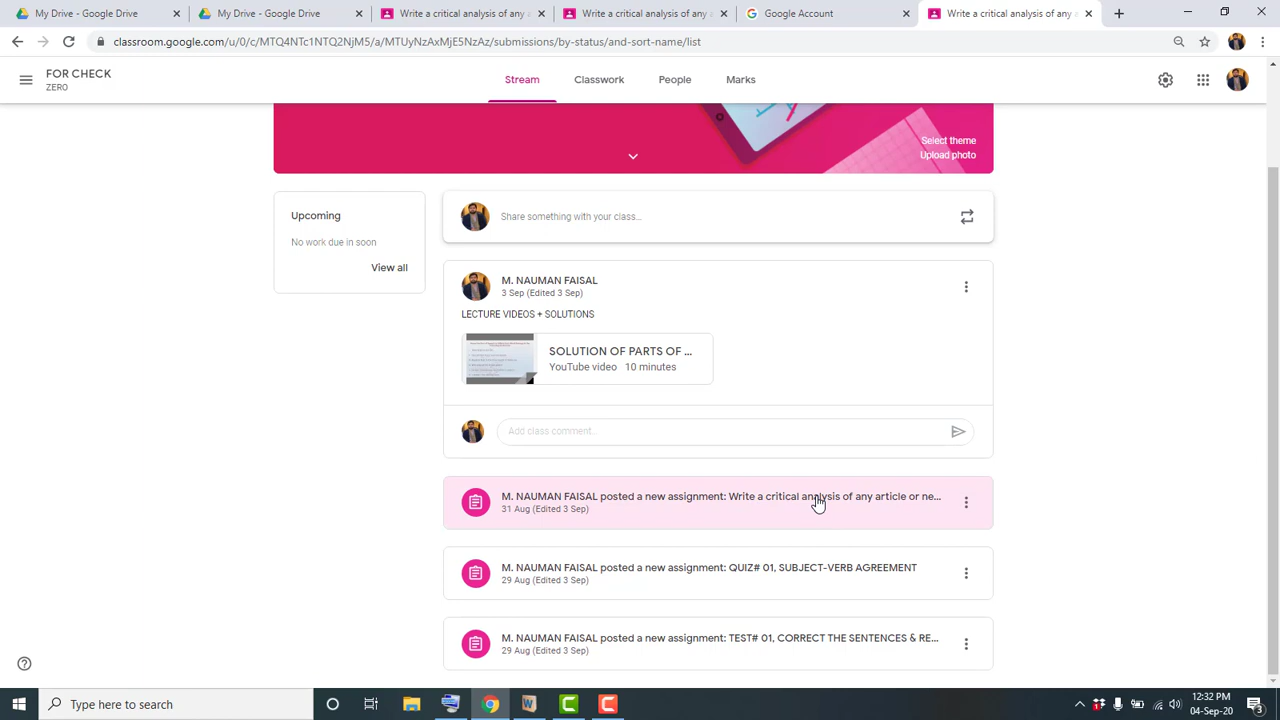 My Drive - Google Drive
My Drive - Google Drive
Write a critical analysis of any
Write a critical analysis of any
Google Account
Write a critical analysis of any
classroom.google.com/u/0/c/MTQ4NTc1NTQ2NjM5/a/MTUyNzAxMjE5NzAz/submissions/by-status/and-sort-name/list
FOR CHECK
ZERO
Stream
Classwork
People
Marks
Select theme
Upload photo
Upcoming
No work due in soon
View all
Share something with your class...
M. NAUMAN FAISAL
3 Sep (Edited 3 Sep)
LECTURE VIDEOS + SOLUTIONS
SOLUTION OF PARTS OF ...
YouTube video 10 minutes
Add class comment...
M. NAUMAN FAISAL posted a new assignment: Write a critical analysis of any article or ne...
31 Aug (Edited 3 Sep)
M. NAUMAN FAISAL posted a new assignment: QUIZ# 01, SUBJECT-VERB AGREEMENT
29 Aug (Edited 3 Sep)
M. NAUMAN FAISAL posted a new assignment: TEST# 01, CORRECT THE SENTENCES & RE...
29 Aug (Edited 3 Sep)
Type here to search
12:32 PM
04-Sep-20